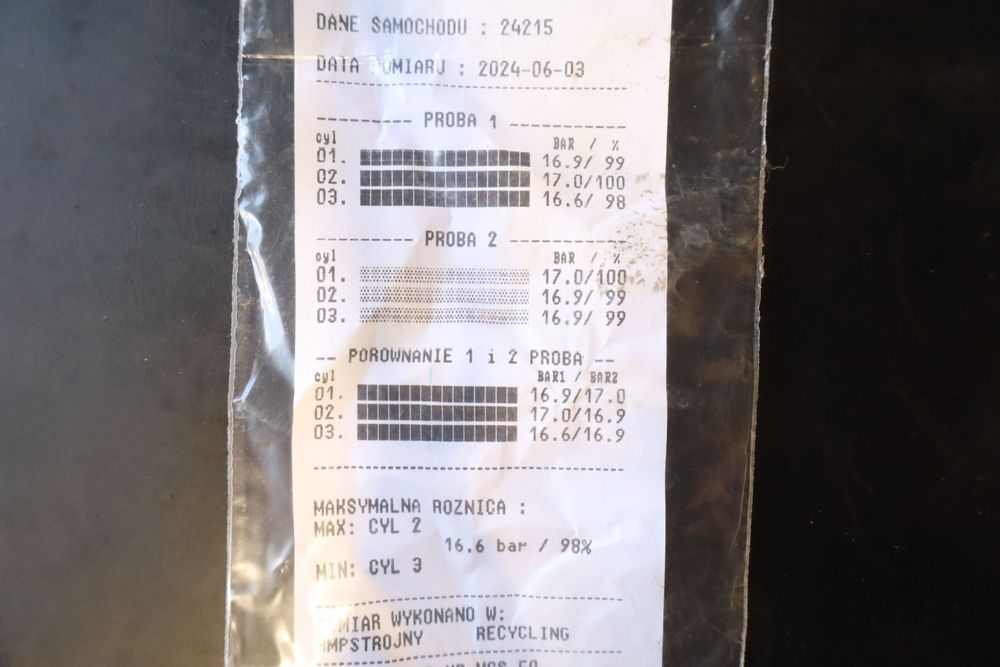 DANE SAMOCHODU : 24215
DATA POMIARU : 2024-06-03
PROBA 1
cyl BAR / %
01. 16.9/ 99
02. 17.0/100
03. 16.6/ 98
PROBA 2
cyl BAR / %
01. 17.0/100
02. 16.9/ 99
03. 16.9/ 99
-- POROWNANIE 1 i 2 PROBA --
cyl BAR1 / BAR2
01. 16.9/17.0
02. 17.0/16.9
03. 16.6/16.9
MAKSYMALNA ROZNICA :
MAX: CYL 2
16.6 bar / 98%
MIN: CYL 3
POMIAR WYKONANO W:
RECYCLING